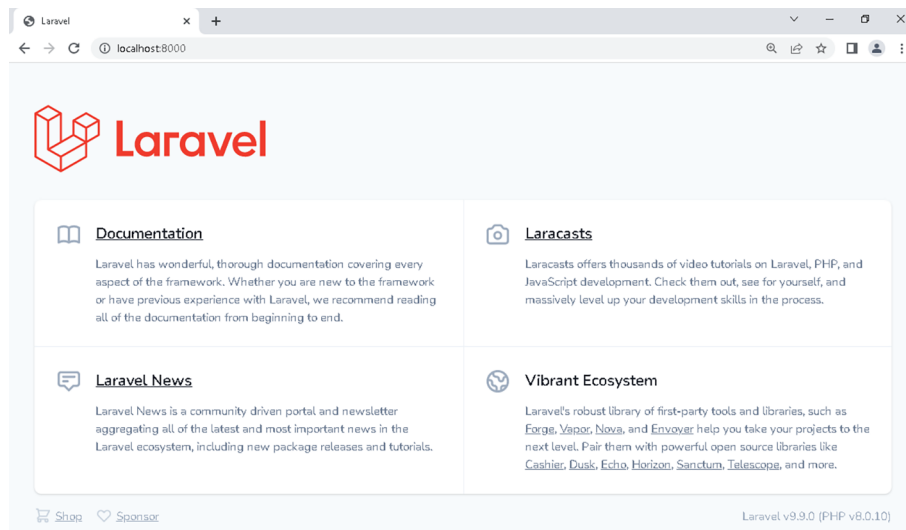 Laravel
localhost:8000
Laravel
Documentation
Laravel has wonderful, thorough documentation covering every
aspect of the framework. Whether you are new to the framework
or have previous experience with Laravel, we recommend reading
all of the documentation from beginning to end.
Laracasts
Laracasts offers thousands of video tutorials on Laravel, PHP, and
JavaScript development. Check them out, see for yourself, and
massively level up your development skills in the process.
Laravel News
Laravel News is a community driven portal and newsletter
aggregating all of the latest and most important news in the
Laravel ecosystem, including new package releases and tutorials.
Vibrant Ecosystem
Laravel's robust library of first-party tools and libraries, such as
Forge, Vapor, Nova, and Envoyer help you take your projects to the
next level. Pair them with powerful open source libraries like
Cashier, Dusk, Echo, Horizon, Sanctum, Telescope, and more.
Shop Sponsor
Laravel v9.9.0 (PHP v8.0.10)